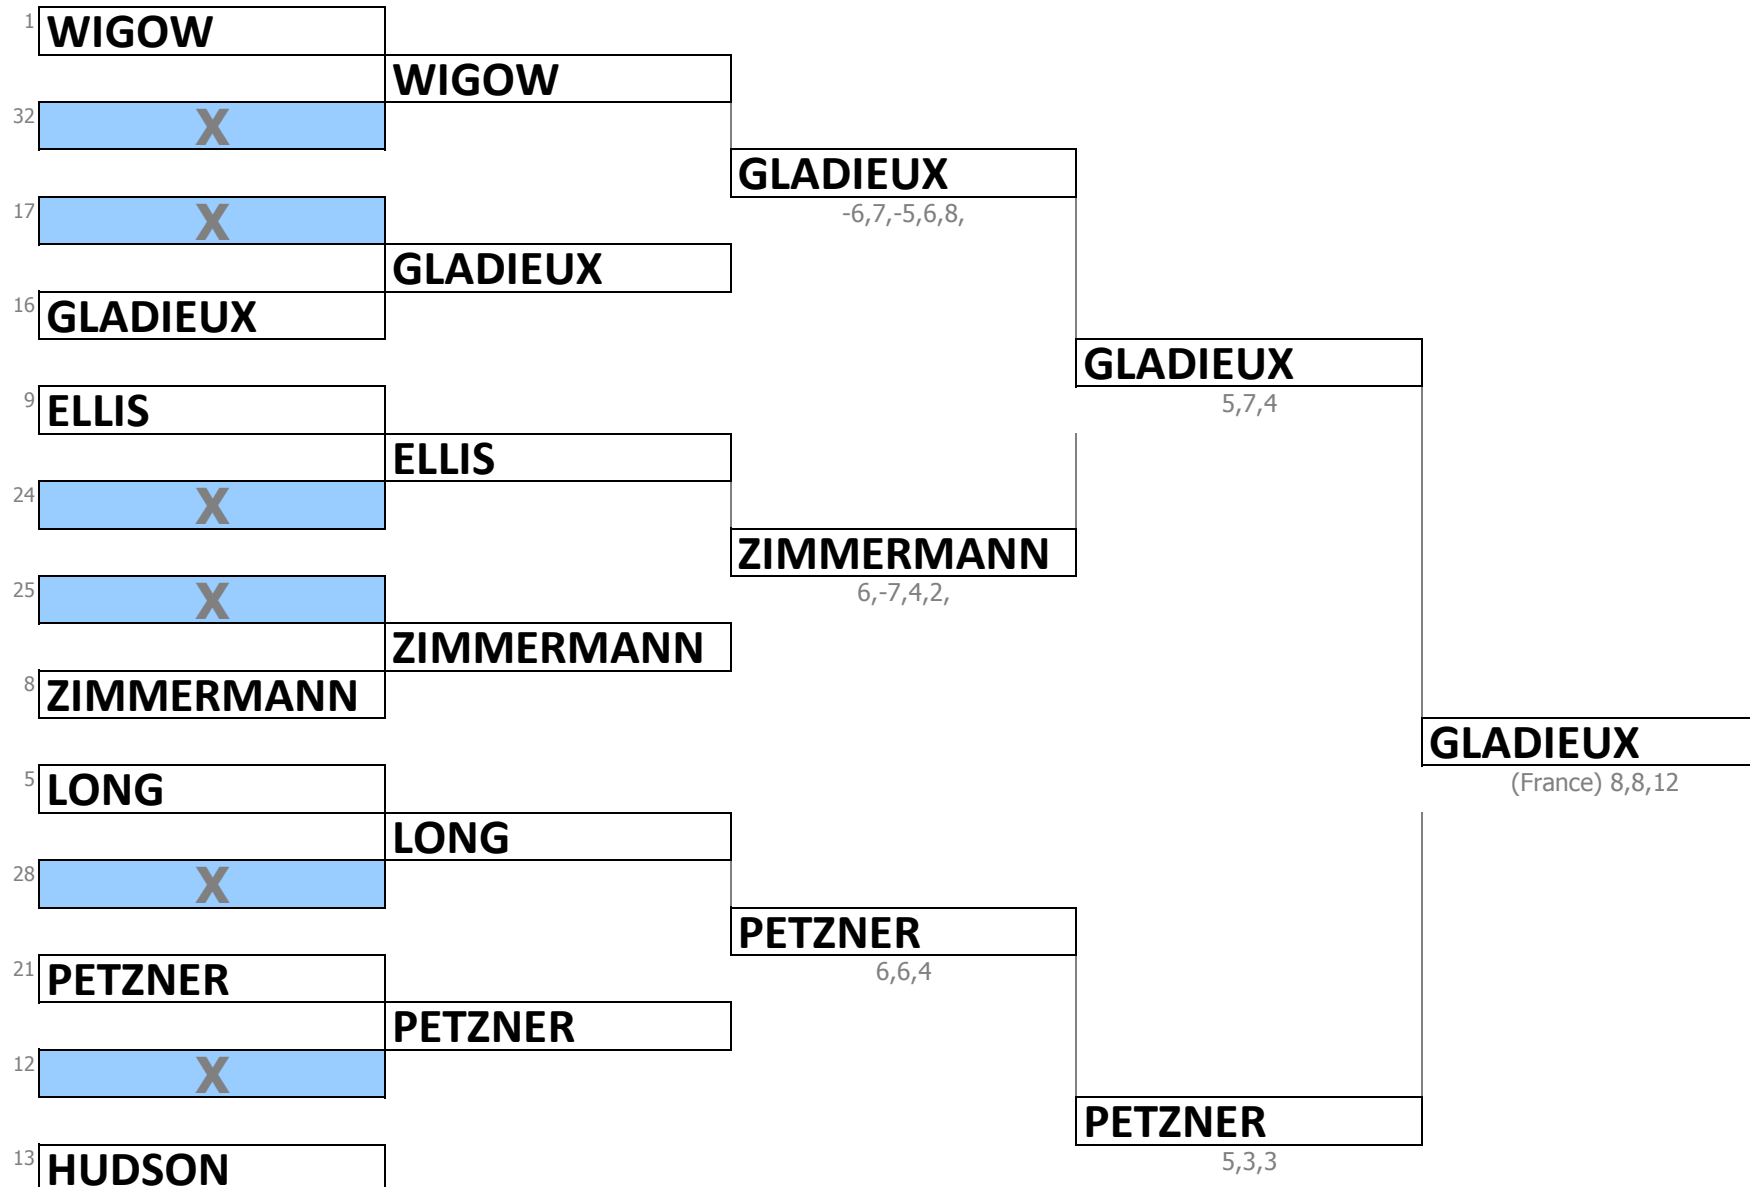 1 WIGOW
WIGOW
32 X
GLADIEUX
17 X
-6,7,-5,6,8,
GLADIEUX
16 GLADIEUX
GLADIEUX
9 ELLIS
5,7,4
ELLIS
24 X
ZIMMERMANN
25 X
6,-7,4,2,
ZIMMERMANN
8 ZIMMERMANN
GLADIEUX
5 LONG
(France) 8,8,12
LONG
28 X
PETZNER
21 PETZNER
6,6,4
PETZNER
12 X
PETZNER
13 HUDSON
5,3,3